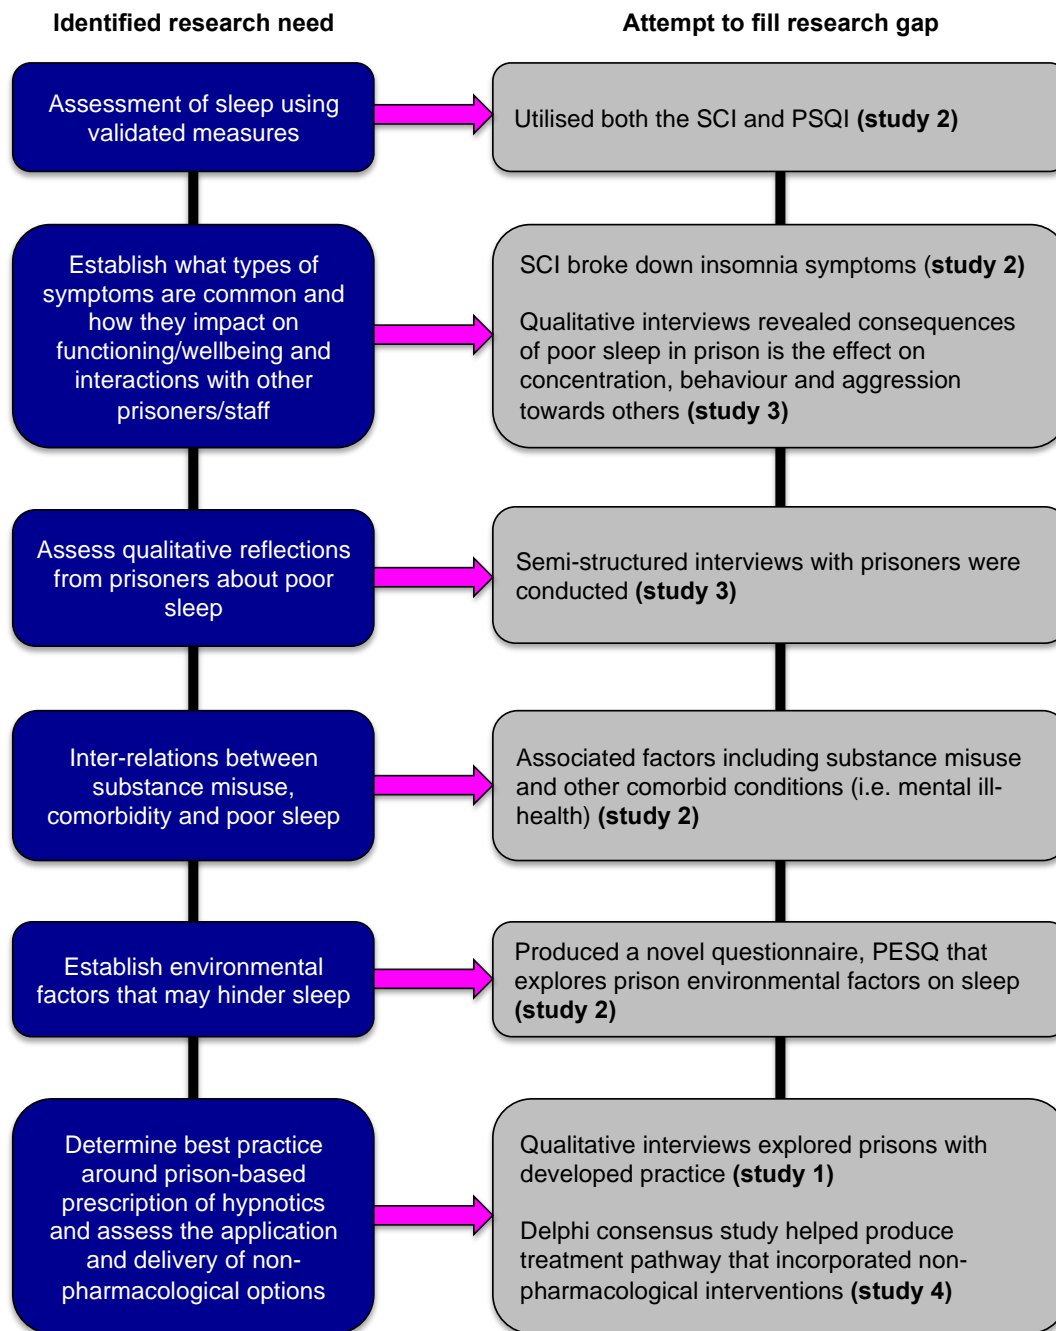 Identified research need
Attempt to fill research gap
Assessment of sleep using
validated measures
Utilised both the SCI and PSQI (study 2)
Establish what types of
symptoms are common and
how they impact on
functioning/wellbeing and
interactions with other
prisoners/staff
SCI broke down insomnia symptoms (study 2)
Qualitative interviews revealed consequences
of poor sleep in prison is the effect on
concentration, behaviour and aggression
towards others (study 3)
Assess qualitative reflections
from prisoners about poor
sleep
Semi-structured interviews with prisoners were
conducted (study 3)
Inter-relations between
substance misuse,
comorbidity and poor sleep
Associated factors including substance misuse
and other comorbid conditions (i.e. mental ill-
health) (study 2)
Establish environmental
factors that may hinder sleep
Produced a novel questionnaire, PESQ that
explores prison environmental factors on sleep
(study 2)
Determine best practice
around prison-based
prescription of hypnotics
and assess the application
and delivery of non-
pharmacological options
Qualitative interviews explored prisons with
developed practice (study 1)
Delphi consensus study helped produce
treatment pathway that incorporated non-
pharmacological interventions (study 4)